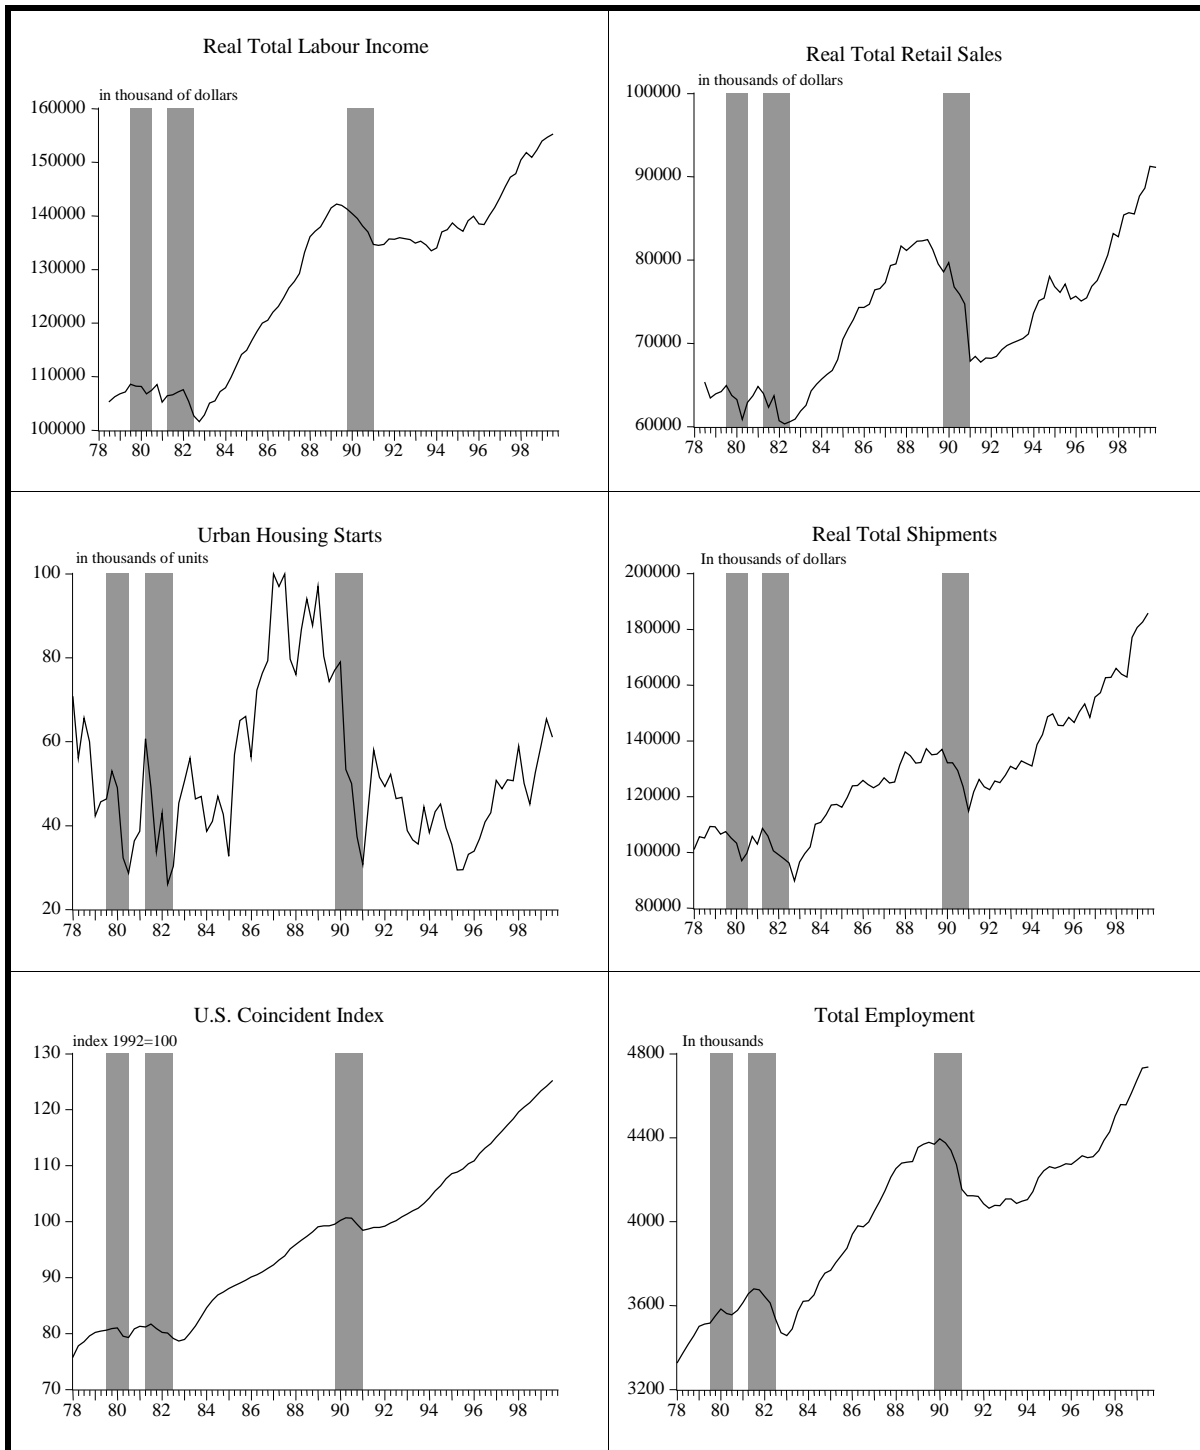 Real Total Labour Income
in thousand of dollars
160000
150000
140000
130000
120000
110000
100000
78 80 82 84 86 88 90 92 94 96 98
Real Total Retail Sales
in thousands of dollars
100000
90000
80000
70000
60000
78 80 82 84 86 88 90 92 94 96 98
Urban Housing Starts
in thousands of units
100
80
60
40
20
78 80 82 84 86 88 90 92 94 96 98
Real Total Shipments
In thousands of dollars
200000
180000
160000
140000
120000
100000
80000
78 80 82 84 86 88 90 92 94 96 98
U.S. Coincident Index
index 1992=100
130
120
110
100
90
80
70
78 80 82 84 86 88 90 92 94 96 98
Total Employment
In thousands
4800
4400
4000
3600
3200
78 80 82 84 86 88 90 92 94 96 98